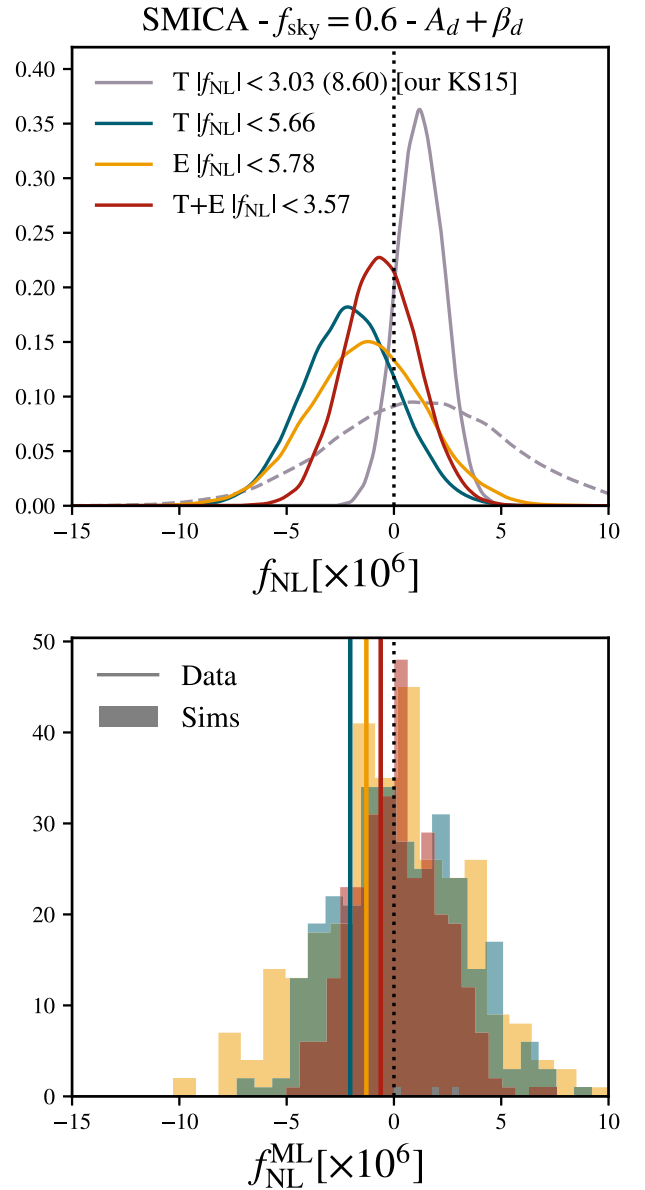 SMICA - f_sky = 0.6 - A_d + β_d
0.40
0.35
0.30
0.25
0.20
0.15
0.10
0.05
0.00
T |f_NL| < 3.03 (8.60) [our KS15]
T |f_NL| < 5.66
E |f_NL| < 5.78
T+E |f_NL| < 3.57
−15 −10 −5 0 5 10
f_NL[×10^6]
50
40
30
20
10
0
Data
Sims
−15 −10 −5 0 5 10
f_NL^ML[×10^6]